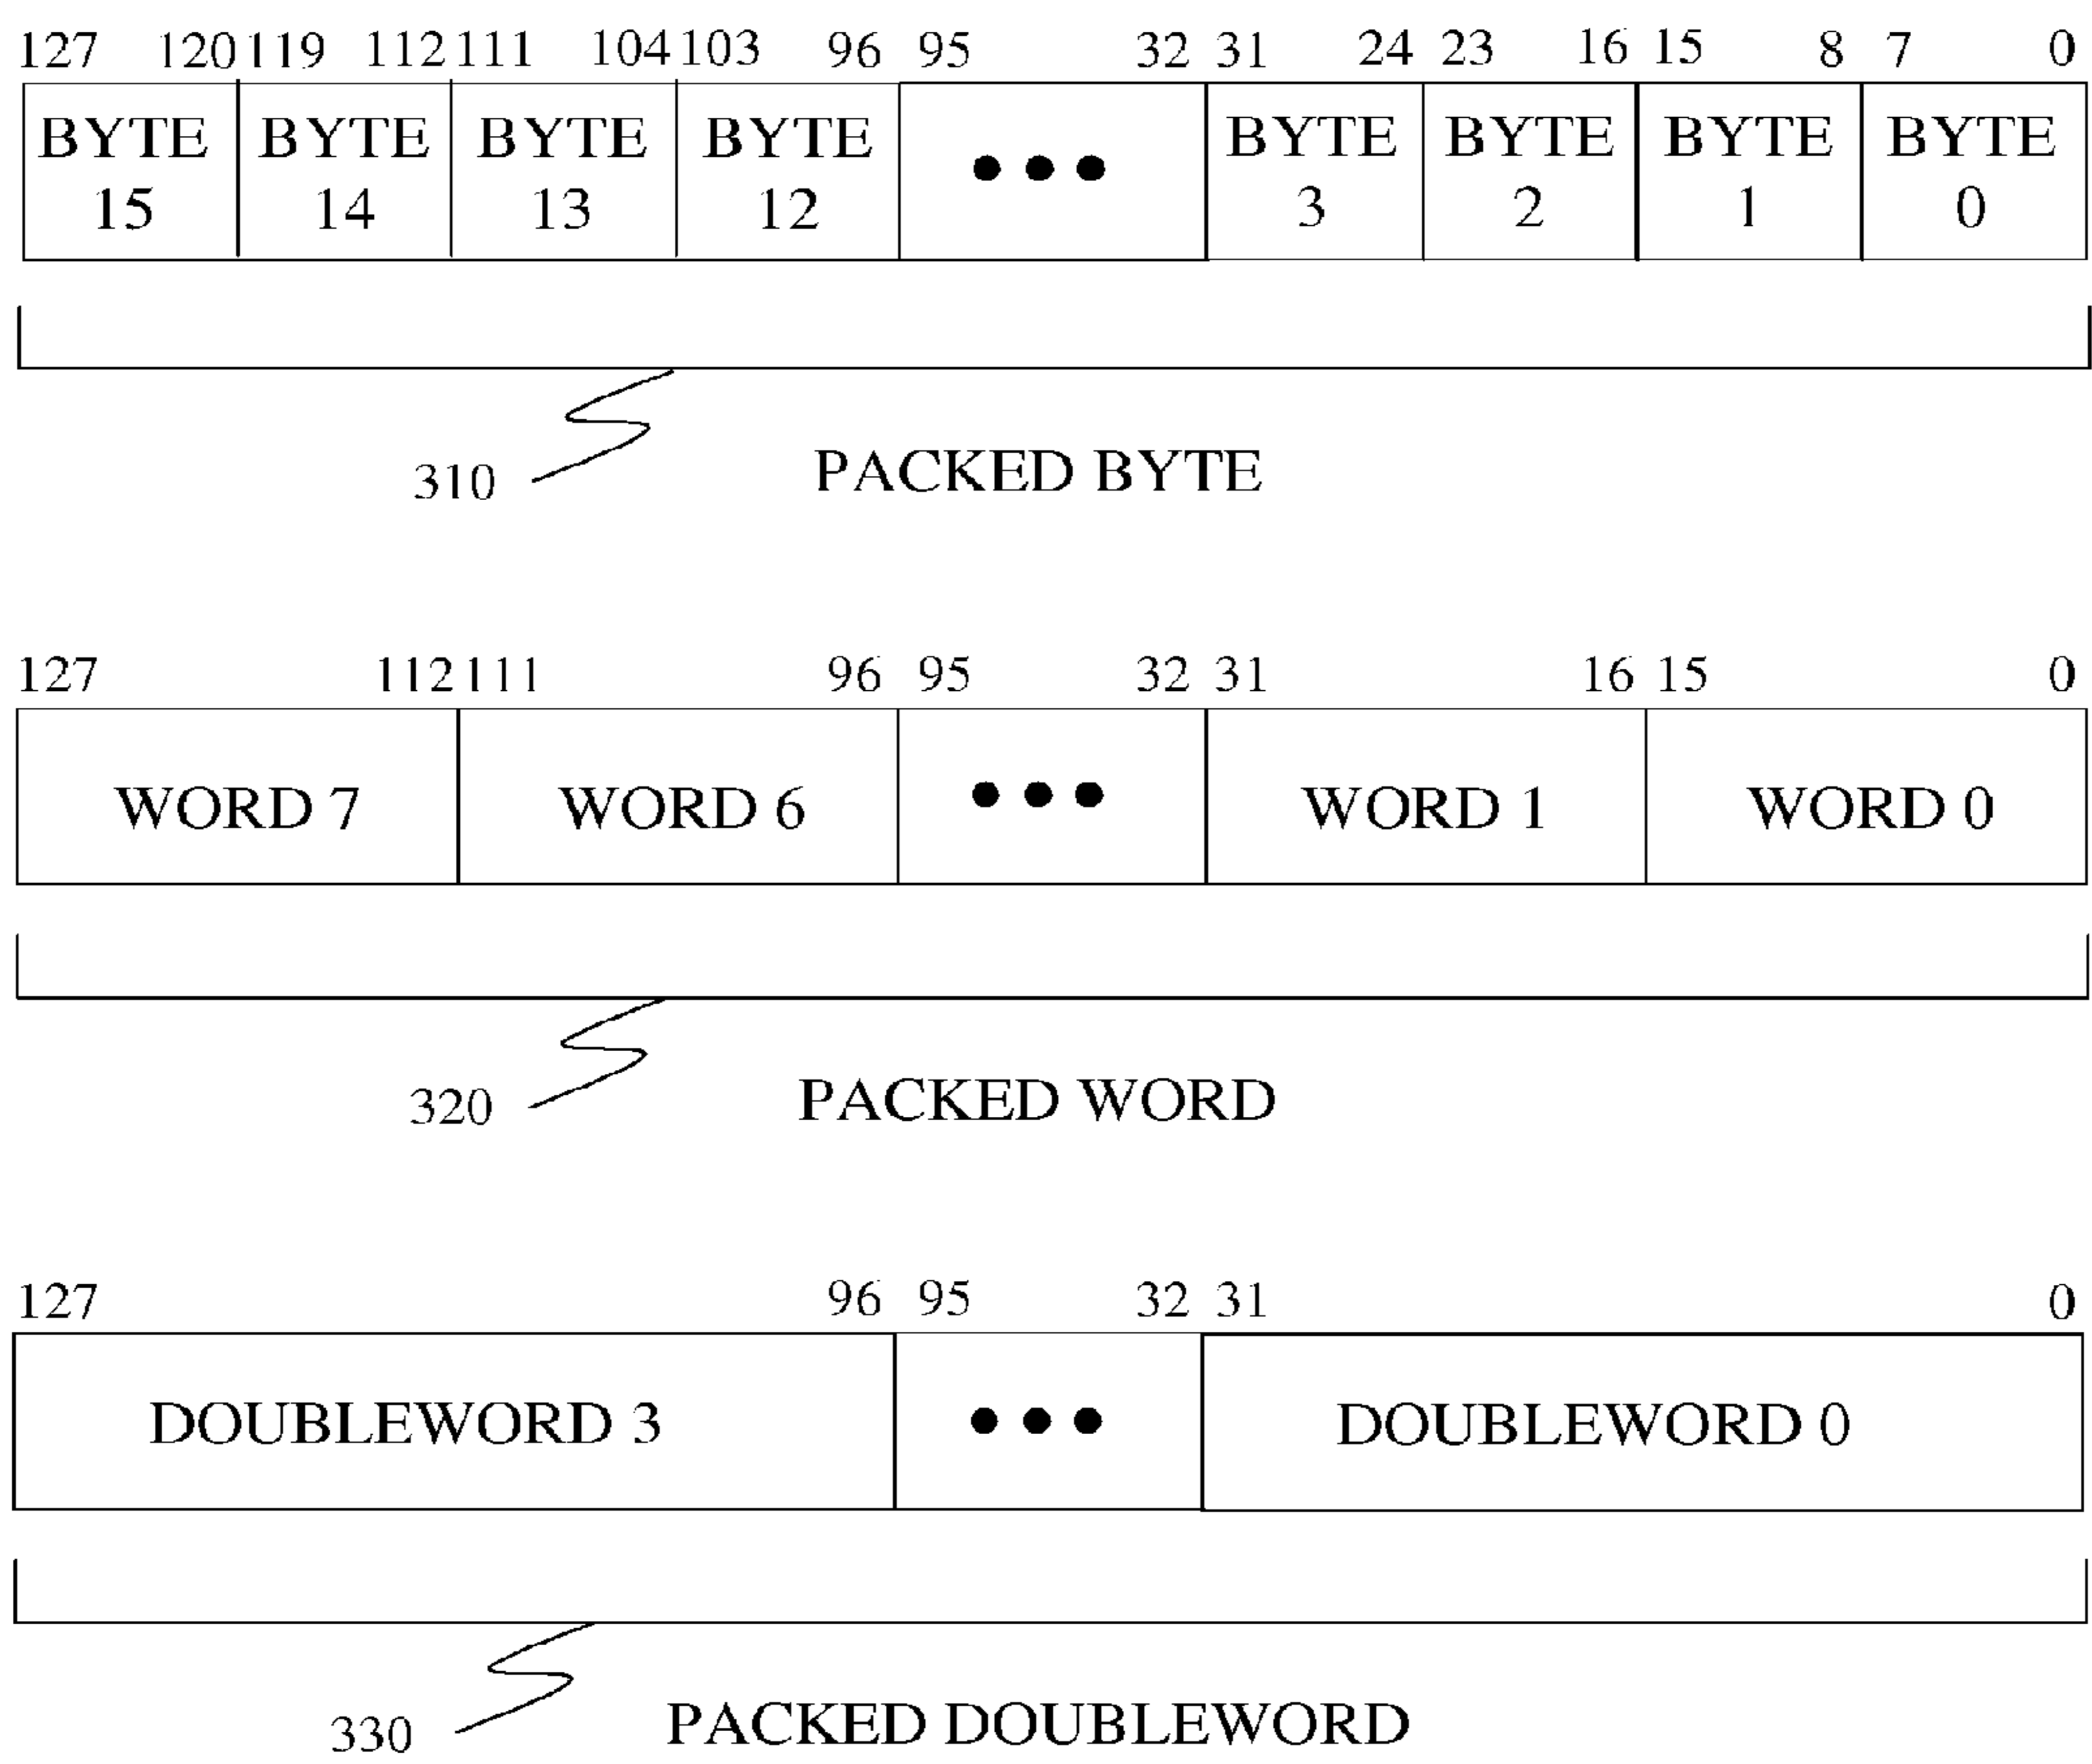 127 120 119 112 111 104 103 96 95 32 31 24 23 16 15 8 7 0
BYTE 15 BYTE 14 BYTE 13 BYTE 12 ••• BYTE 3 BYTE 2 BYTE 1 BYTE 0
310 PACKED BYTE
127 112 111 96 95 32 31 16 15 0
WORD 7 WORD 6 ••• WORD 1 WORD 0
320 PACKED WORD
127 96 95 32 31 0
DOUBLEWORD 3 ••• DOUBLEWORD 0
330 PACKED DOUBLEWORD